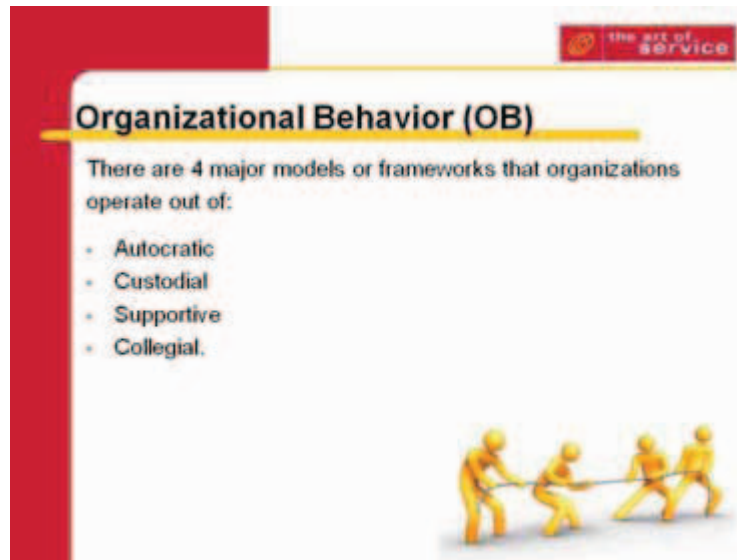 the art of
service
Organizational Behavior (OB)
There are 4 major models or frameworks that organizations
operate out of:
- Autocratic
- Custodial
- Supportive
- Collegial.